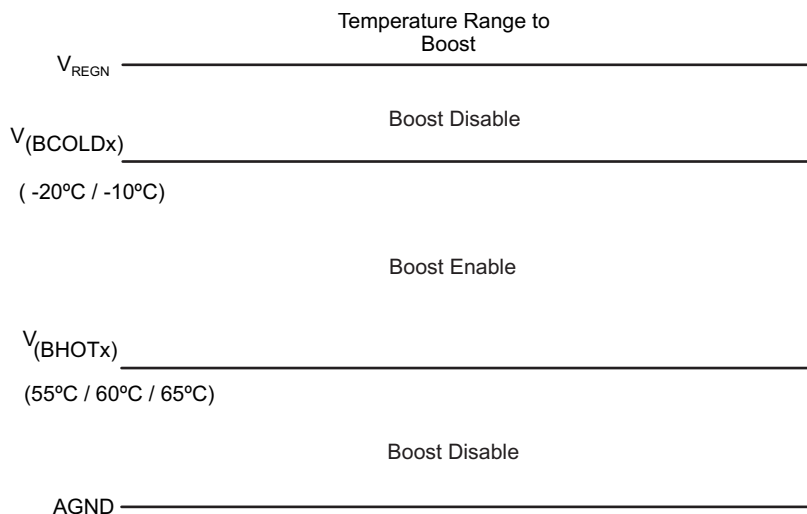 Temperature Range to
Boost
VREGN
Boost Disable
V(BCOLDx)
( -20ºC / -10ºC)
Boost Enable
V(BHOTx)
(55ºC / 60ºC / 65ºC)
Boost Disable
AGND